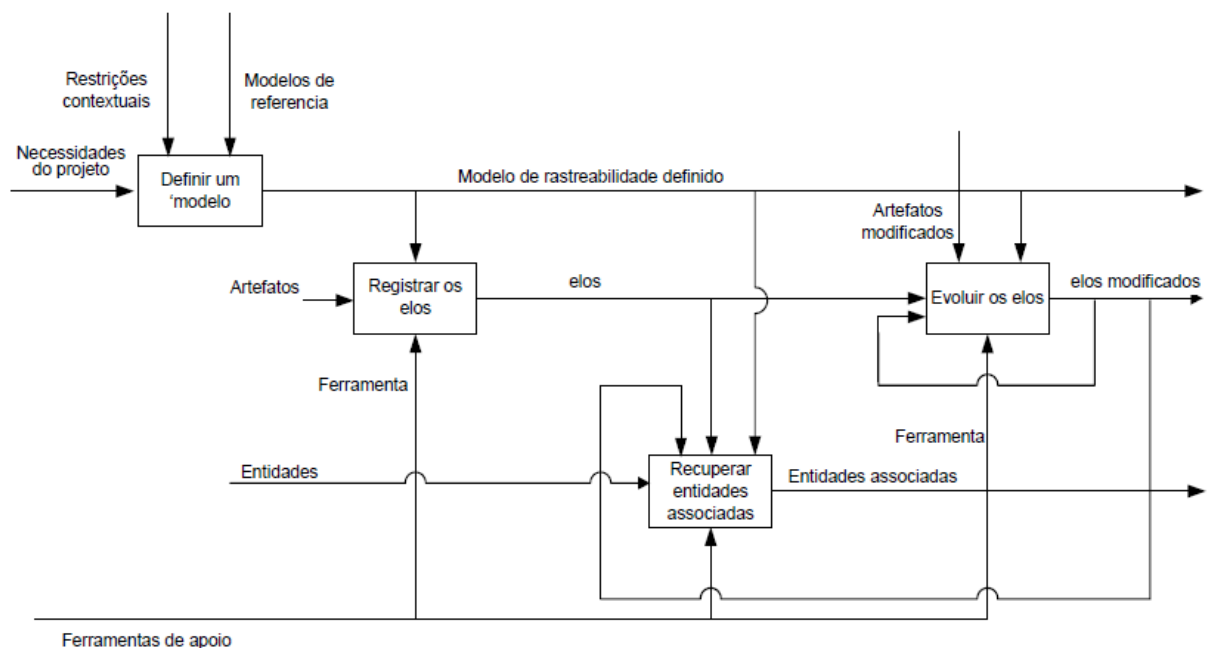 Restrições
contextuais
Modelos de
referencia
Necessidades
do projeto
Definir um
‘modelo
Modelo de rastreabilidade definido
Artefatos
modificados
Artefatos
Registrar os
elos
elos
Evoluir os elos
elos modificados
Ferramenta
Ferramenta
Entidades
Recuperar
entidades
associadas
Entidades associadas
Ferramentas de apoio